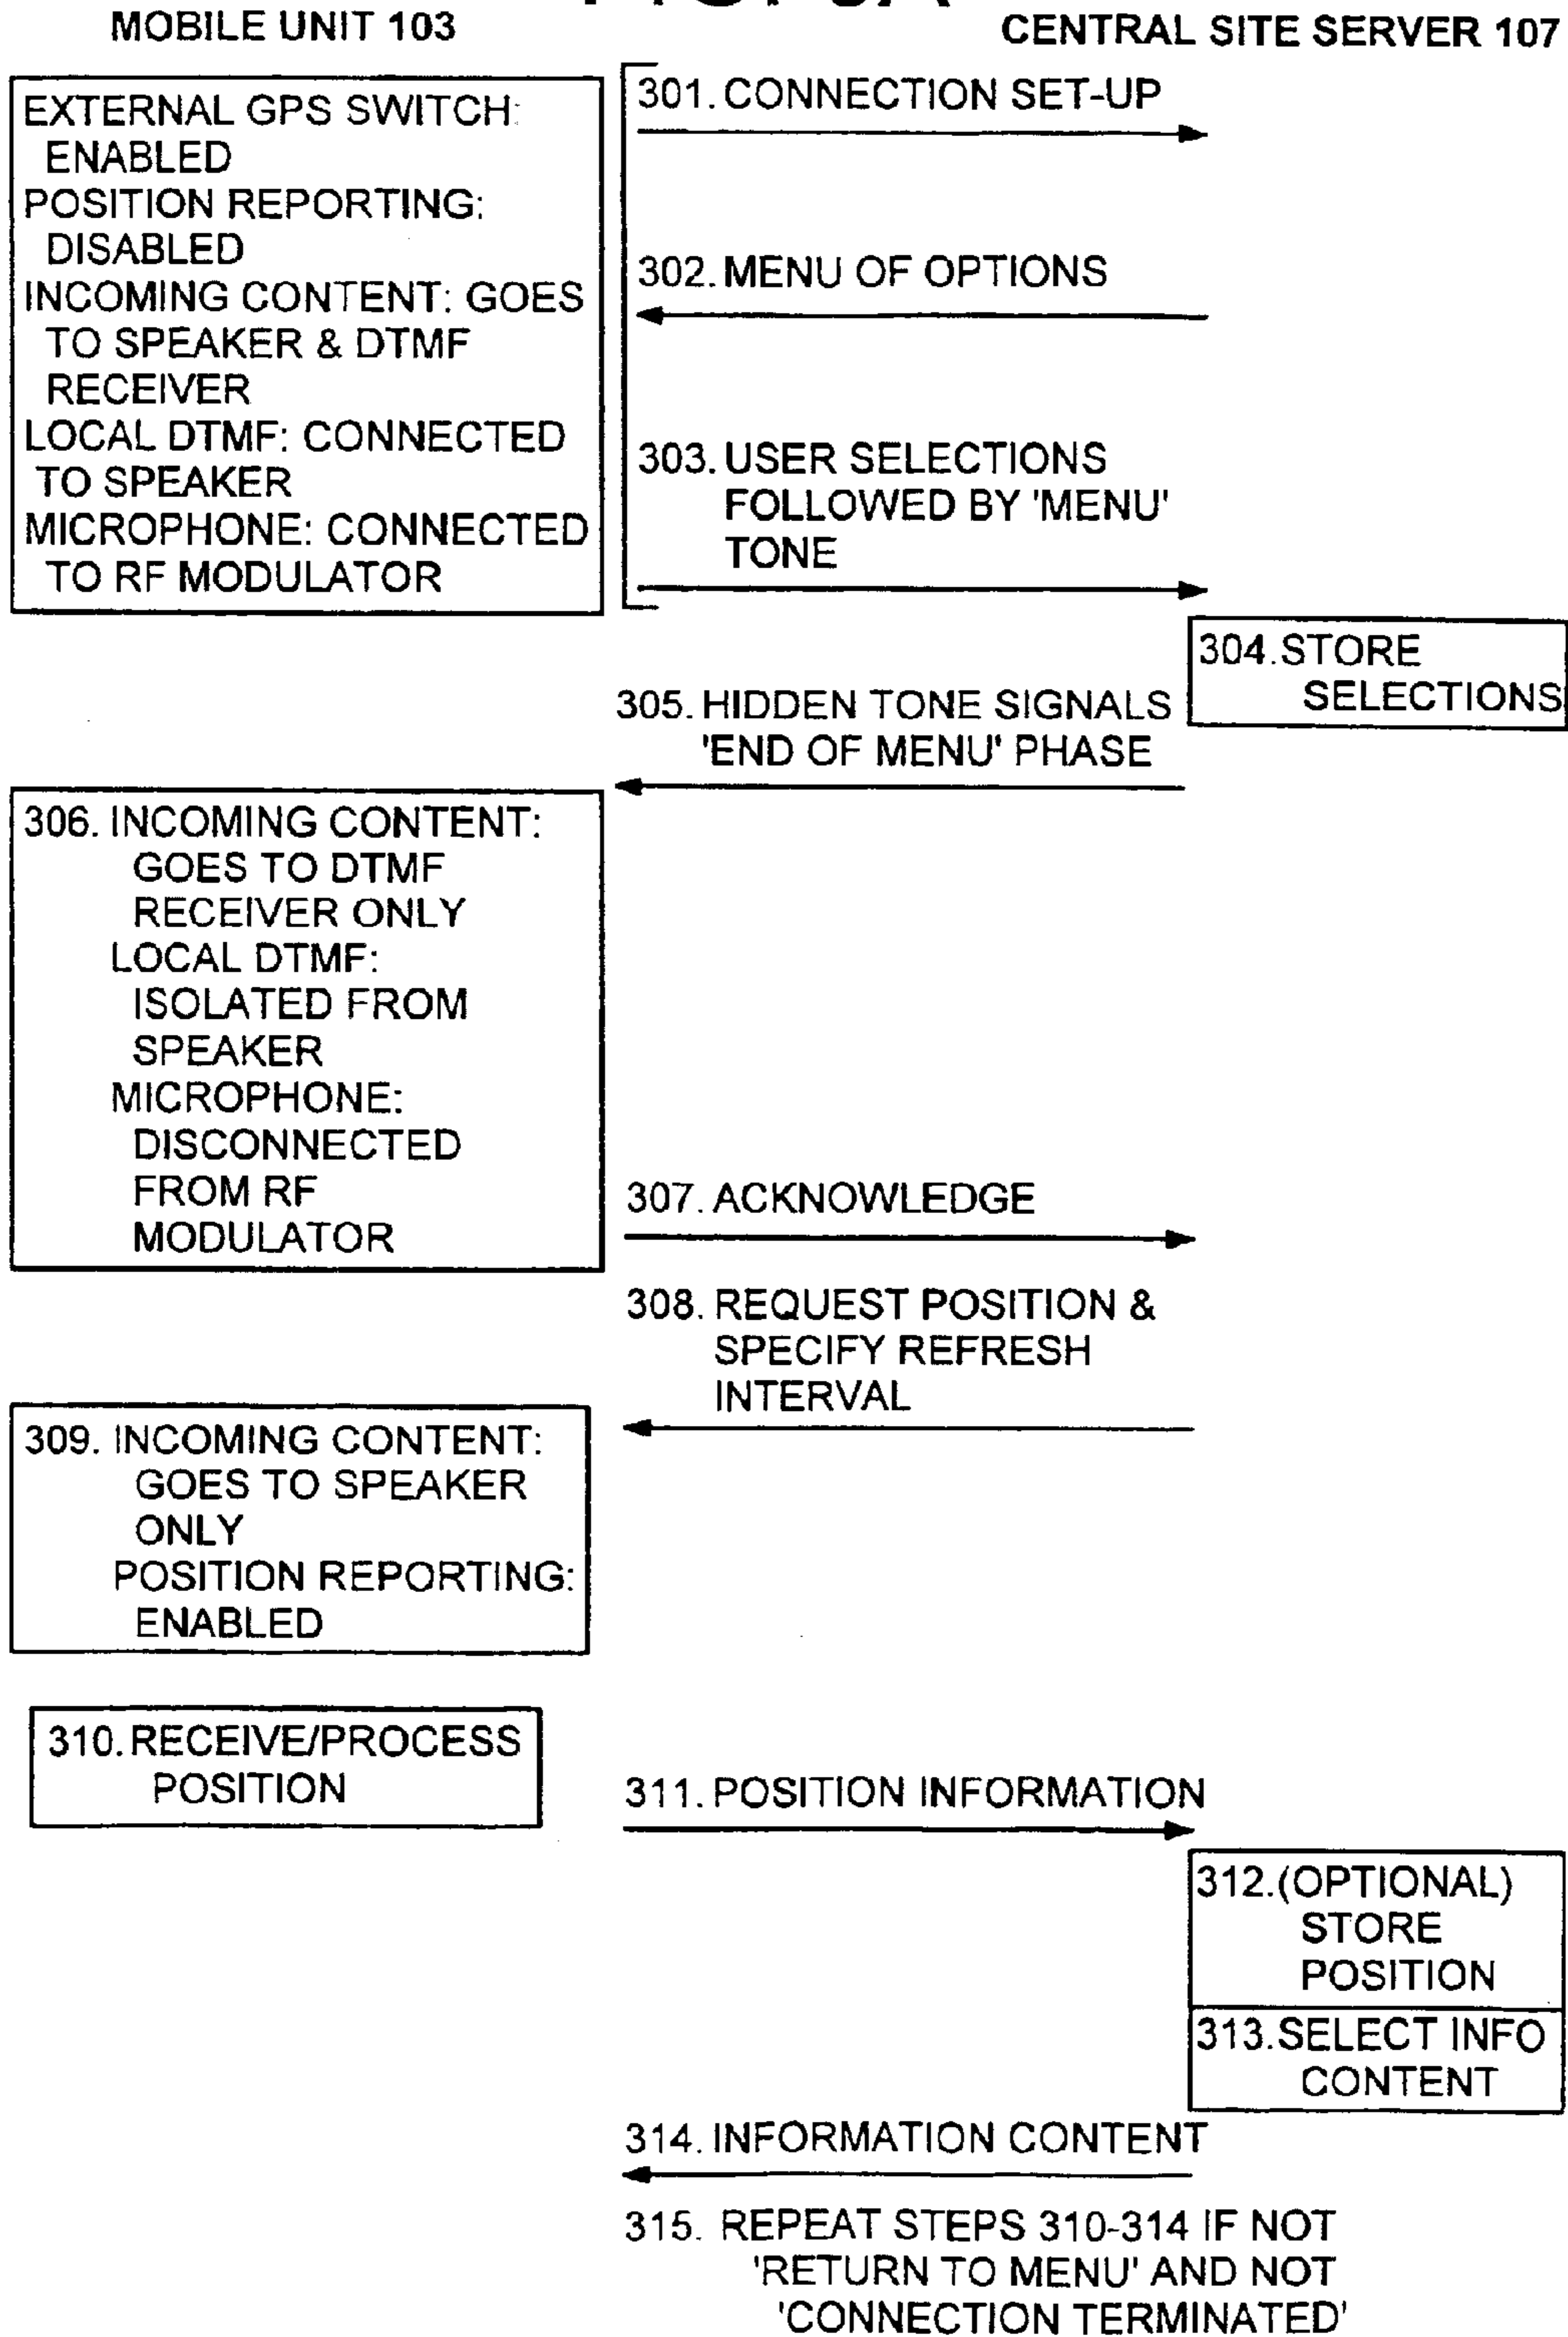 MOBILE UNIT 103
CENTRAL SITE SERVER 107
EXTERNAL GPS SWITCH:
ENABLED
POSITION REPORTING:
DISABLED
INCOMING CONTENT: GOES
TO SPEAKER & DTMF
RECEIVER
LOCAL DTMF: CONNECTED
TO SPEAKER
MICROPHONE: CONNECTED
TO RF MODULATOR
301. CONNECTION SET-UP
302. MENU OF OPTIONS
303. USER SELECTIONS
FOLLOWED BY 'MENU'
TONE
304. STORE
SELECTIONS
305. HIDDEN TONE SIGNALS
'END OF MENU' PHASE
306. INCOMING CONTENT:
GOES TO DTMF
RECEIVER ONLY
LOCAL DTMF:
ISOLATED FROM
SPEAKER
MICROPHONE:
DISCONNECTED
FROM RF
MODULATOR
307. ACKNOWLEDGE
308. REQUEST POSITION &
SPECIFY REFRESH
INTERVAL
309. INCOMING CONTENT:
GOES TO SPEAKER
ONLY
POSITION REPORTING:
ENABLED
310. RECEIVE/PROCESS
POSITION
311. POSITION INFORMATION
312. (OPTIONAL)
STORE
POSITION
313. SELECT INFO
CONTENT
314. INFORMATION CONTENT
315. REPEAT STEPS 310-314 IF NOT
'RETURN TO MENU' AND NOT
'CONNECTION TERMINATED'